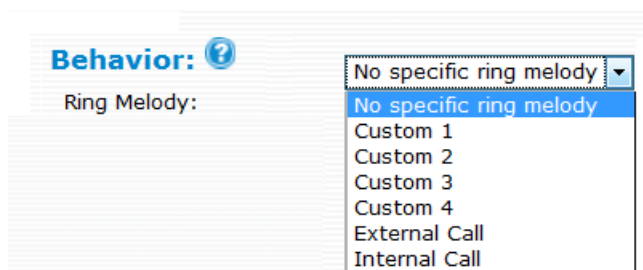 Behavior: ?
No specific ring melody
Ring Melody:
No specific ring melody
Custom 1
Custom 2
Custom 3
Custom 4
External Call
Internal Call